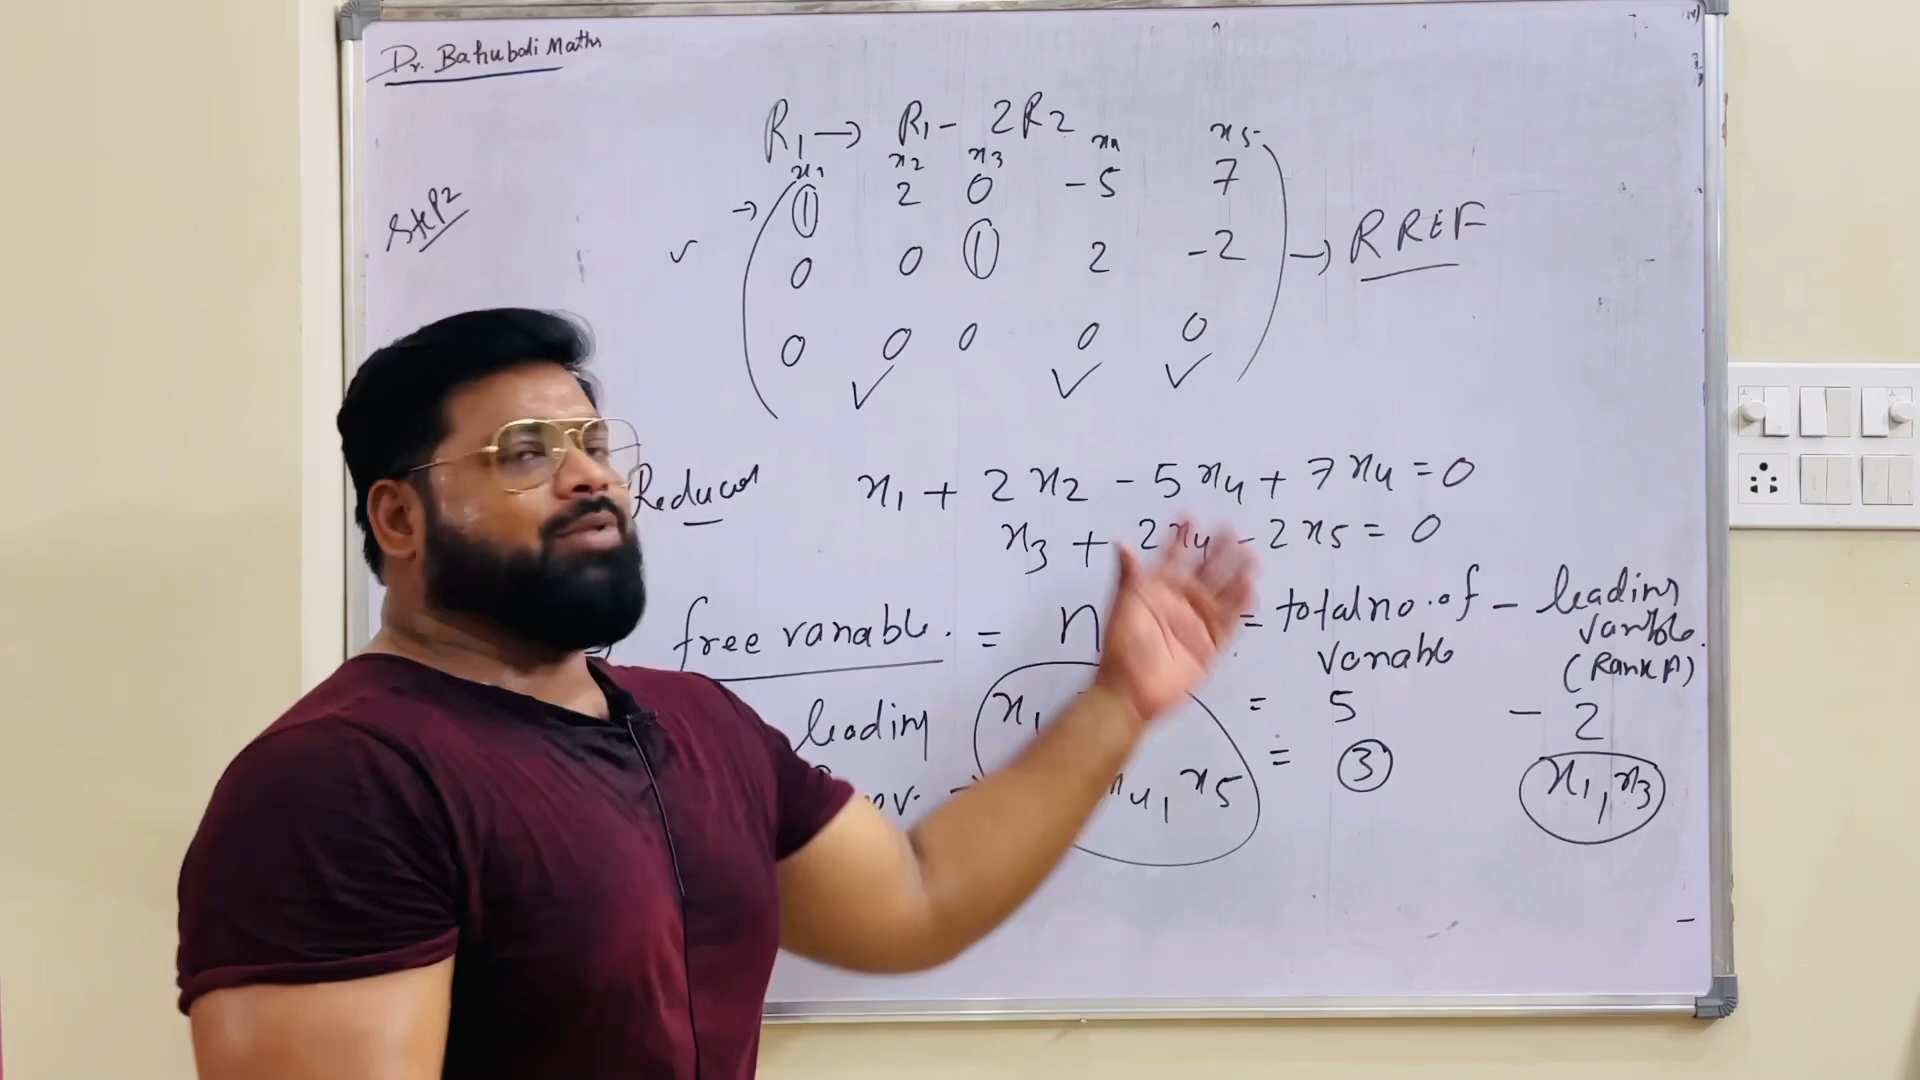 Dr. Bahubali Maths
R1 → R1 - 2R2
x1 x2 x3 x4 x5
Step2
→ 1 2 0 -5 7
✓ 0 0 1 2 -2 → RREF
0 0 0 0 0
✓ ✓ ✓
Reduced x1 + 2x2 - 5x4 + 7x4 = 0
x3 + 2x4 - 2x5 = 0
free variable. = n = total no. of variable - leading variable. (Rank A)
leading x1 = 5 - 2
x4, x5 = 3 x1, x3